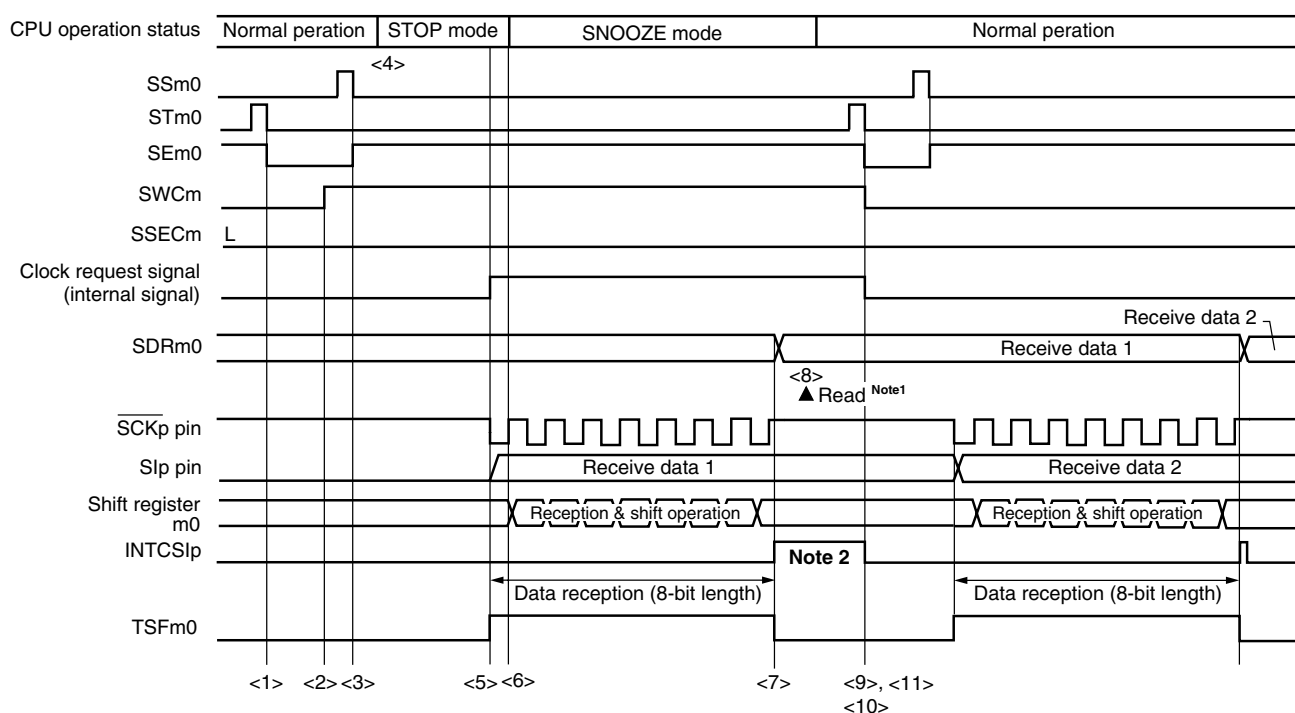 CPU operation status
Normal peration
STOP mode
SNOOZE mode
Normal peration
<4>
SSm0
STm0
SEm0
SWCm
SSECm
L
Clock request signal
(internal signal)
SDRm0
Receive data 2
Receive data 1
<8>
▲ Read Note1
SCKp pin
SIp pin
Receive data 1
Receive data 2
Shift register
m0
Reception & shift operation
Reception & shift operation
INTCSIp
Note 2
Data reception (8-bit length)
Data reception (8-bit length)
TSFm0
<1>
<2>
<3>
<5>
<6>
<7>
<9>, <11>
<10>